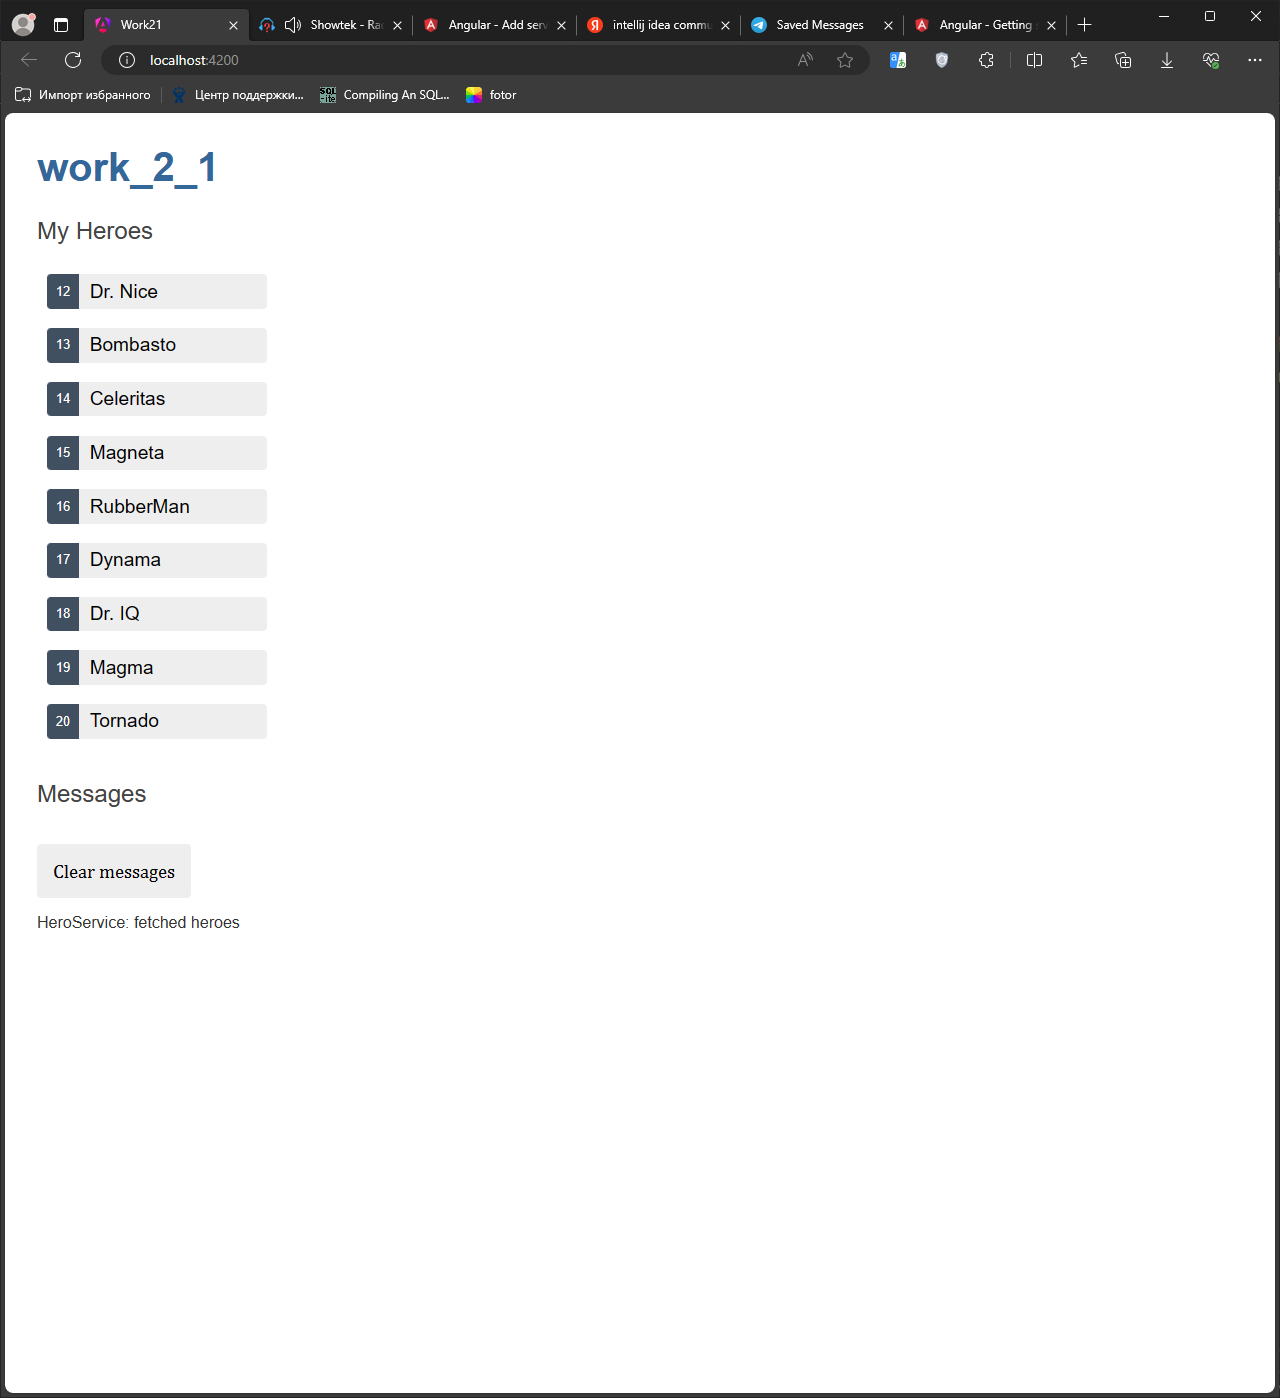 Work21
Showtek - Ra
Angular - Add serv
intellij idea commu
Saved Messages
Angular - Getting
localhost:4200
Импорт избранного
Центр поддержки...
Compiling An SQL...
fotor
work_2_1
My Heroes
12 Dr. Nice
13 Bombasto
14 Celeritas
15 Magneta
16 RubberMan
17 Dynama
18 Dr. IQ
19 Magma
20 Tornado
Messages
Clear messages
HeroService: fetched heroes